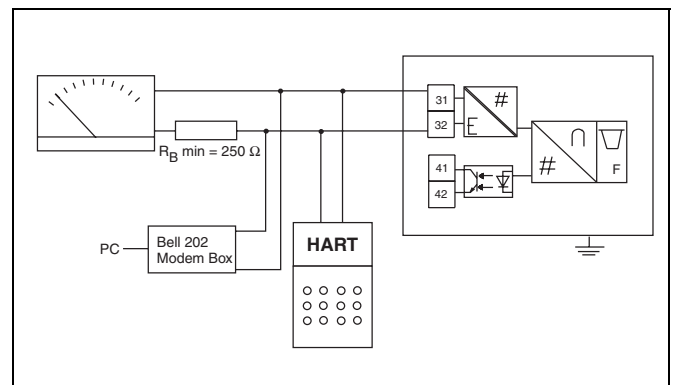 31
#
32
E
R_B min = 250 Ω
41
42
#
∩
F
Bell 202
PC
Modem Box
HART